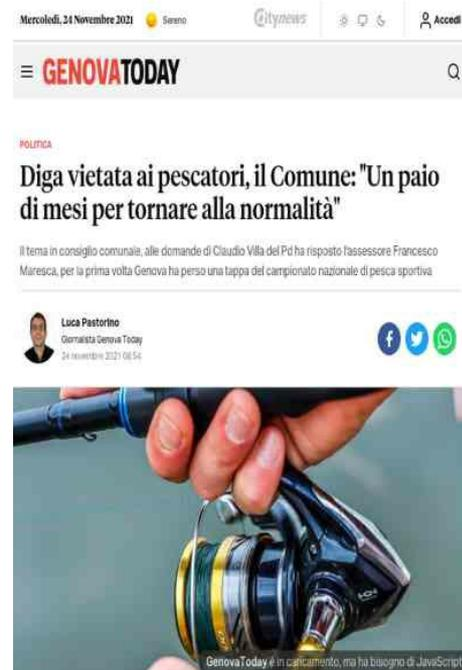 Mercoledì, 24 Novembre 2021 Sereno Citynews Accedi
GENOVATODAY
POLITICA
Diga vietata ai pescatori, il Comune: "Un paio
di mesi per tornare alla normalità"
Il tema in consiglio comunale, alle domande di Claudio Villa del Pd ha risposto l'assessore Francesco
Maresca, per la prima volta Genova ha perso una tappa del campionato nazionale di pesca sportiva
Luca Pastorino
Giornalista Genova Today
24 novembre 2021 08:54
GenovaToday è in caricamento, ma ha bisogno di JavaScript